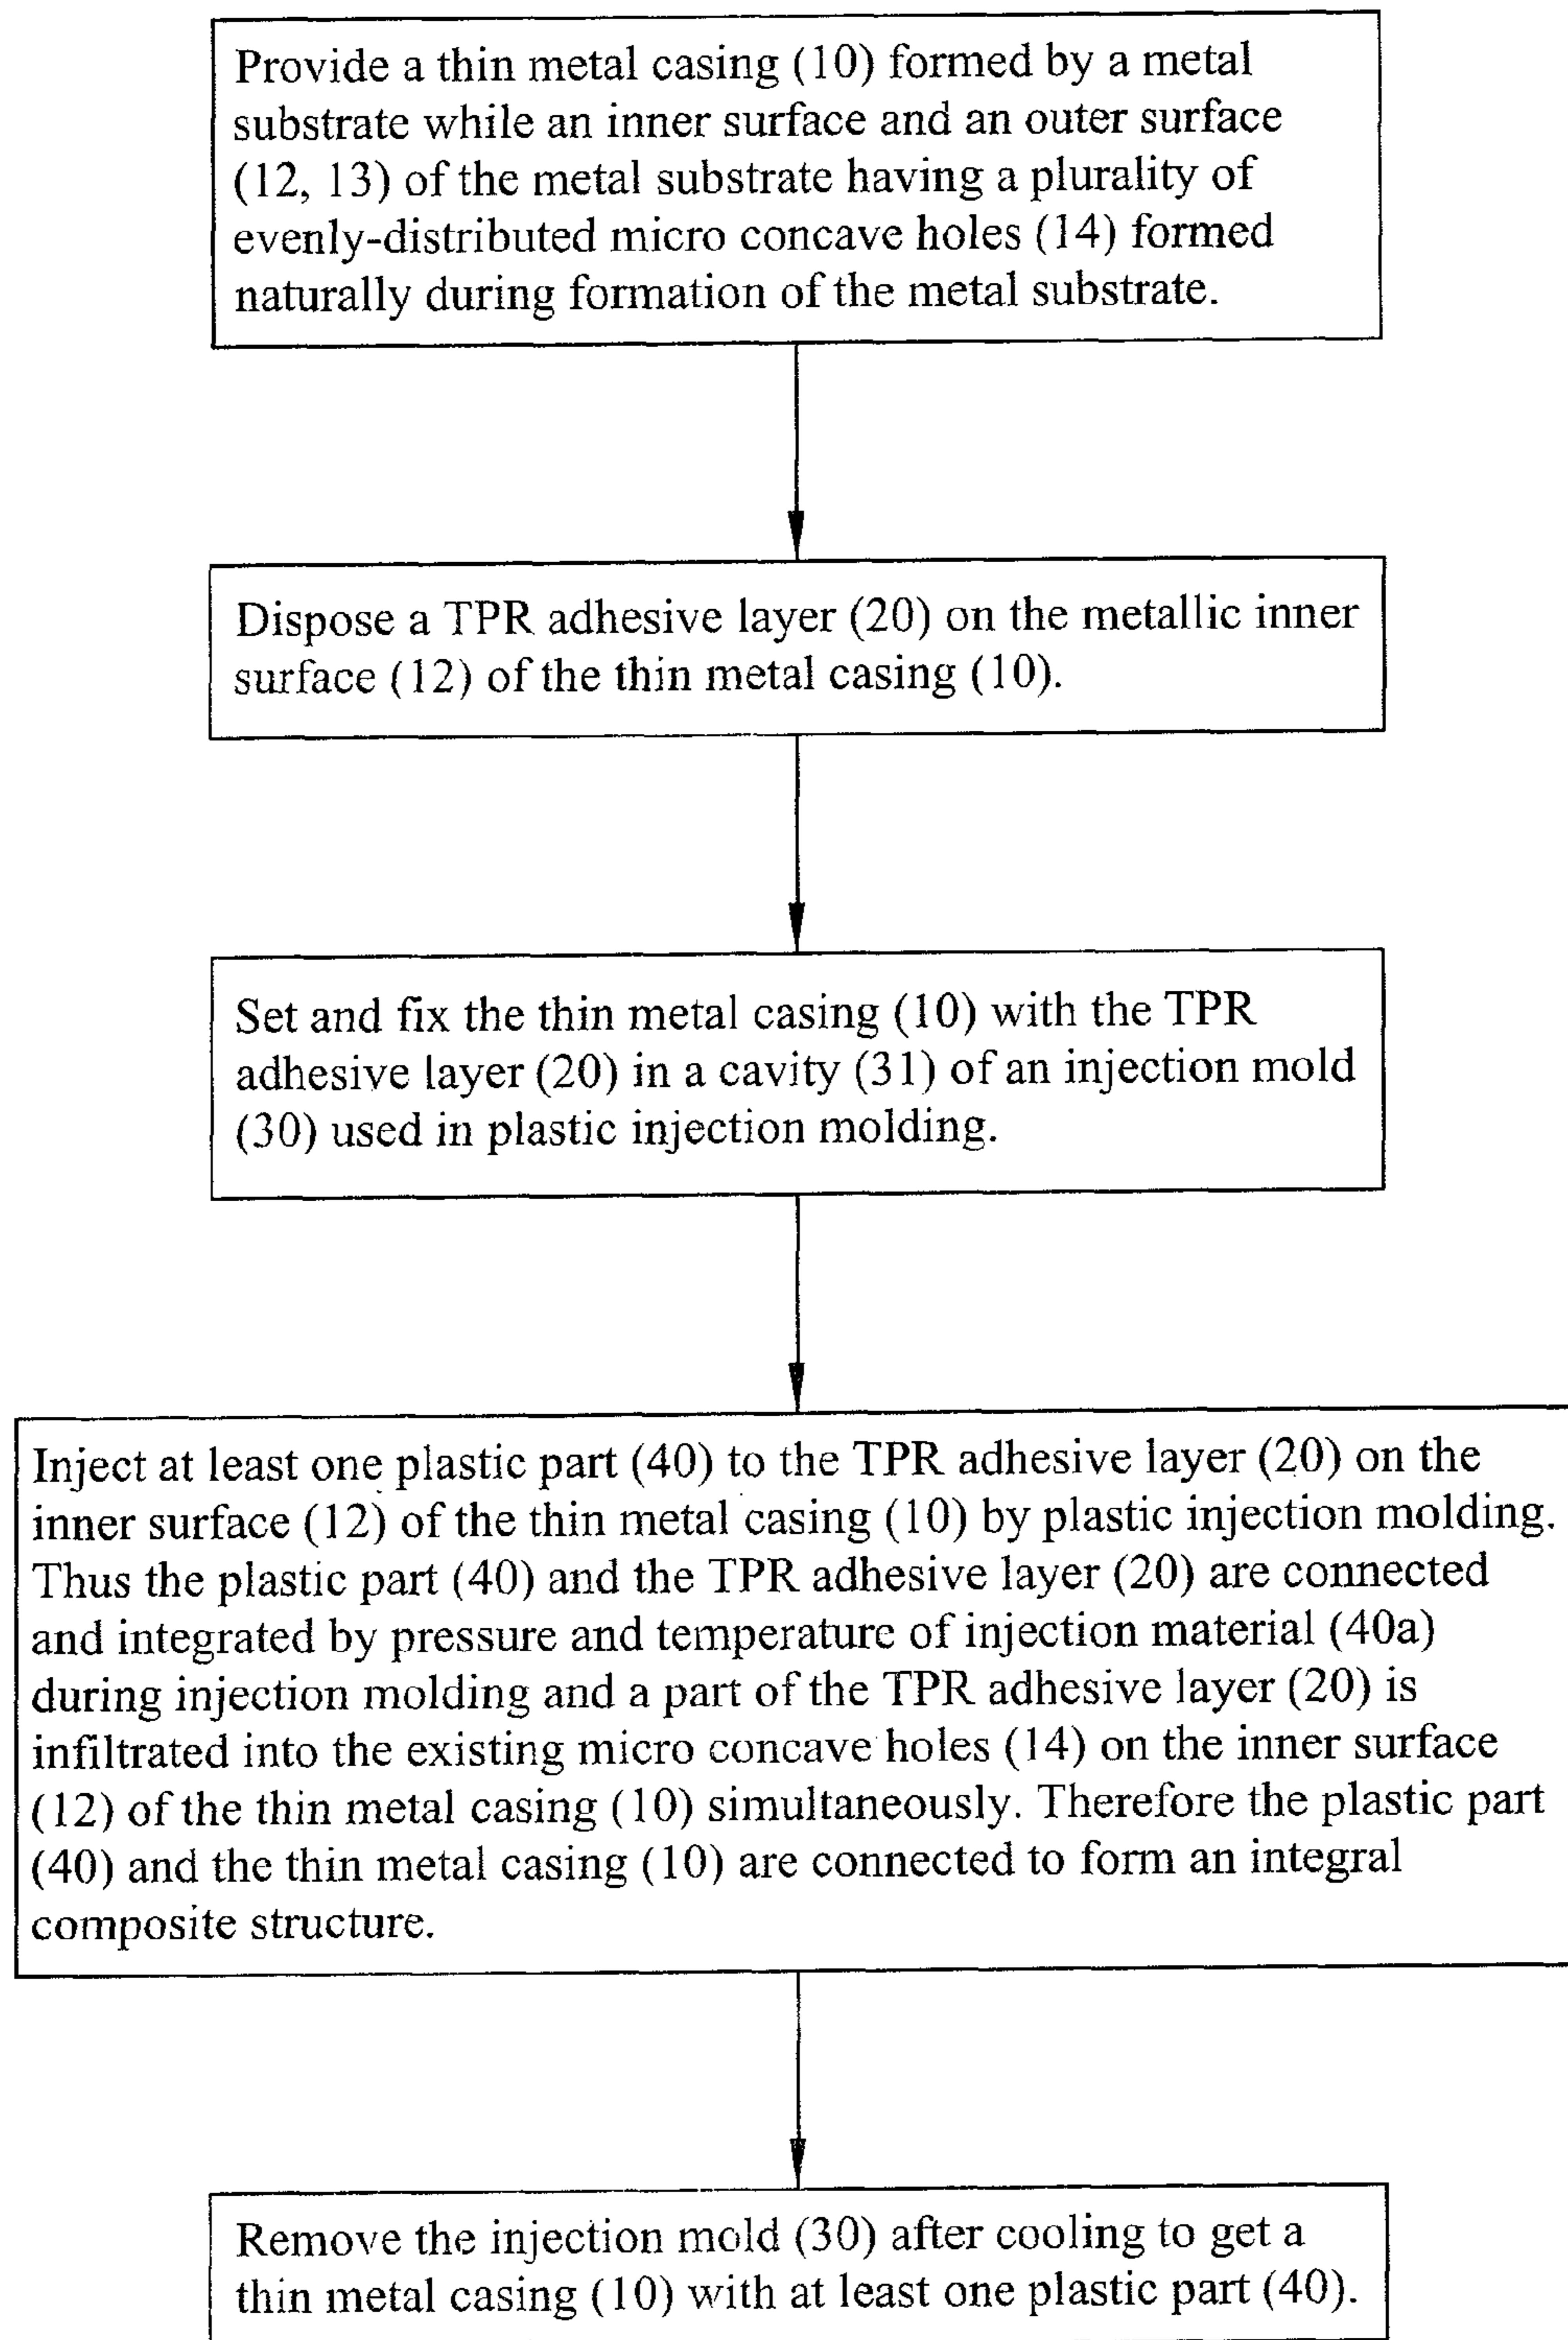 Provide a thin metal casing (10) formed by a metal
substrate while an inner surface and an outer surface
(12, 13) of the metal substrate having a plurality of
evenly-distributed micro concave holes (14) formed
naturally during formation of the metal substrate.
Dispose a TPR adhesive layer (20) on the metallic inner
surface (12) of the thin metal casing (10).
Set and fix the thin metal casing (10) with the TPR
adhesive layer (20) in a cavity (31) of an injection mold
(30) used in plastic injection molding.
Inject at least one plastic part (40) to the TPR adhesive layer (20) on the
inner surface (12) of the thin metal casing (10) by plastic injection molding.
Thus the plastic part (40) and the TPR adhesive layer (20) are connected
and integrated by pressure and temperature of injection material (40a)
during injection molding and a part of the TPR adhesive layer (20) is
infiltrated into the existing micro concave holes (14) on the inner surface
(12) of the thin metal casing (10) simultaneously. Therefore the plastic part
(40) and the thin metal casing (10) are connected to form an integral
composite structure.
Remove the injection mold (30) after cooling to get a
thin metal casing (10) with at least one plastic part (40).